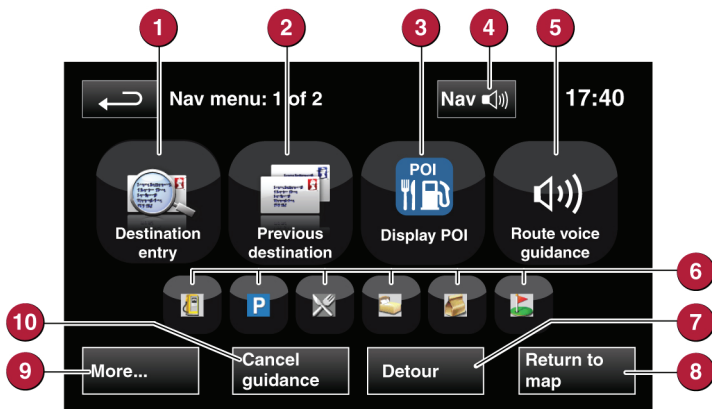 1
2
3
4
5
Nav menu: 1 of 2
Nav
17:40
POI
Destination
entry
Previous
destination
Display POI
Route voice
guidance
6
P
10
7
More...
Cancel
guidance
Detour
Return to
map
9
8